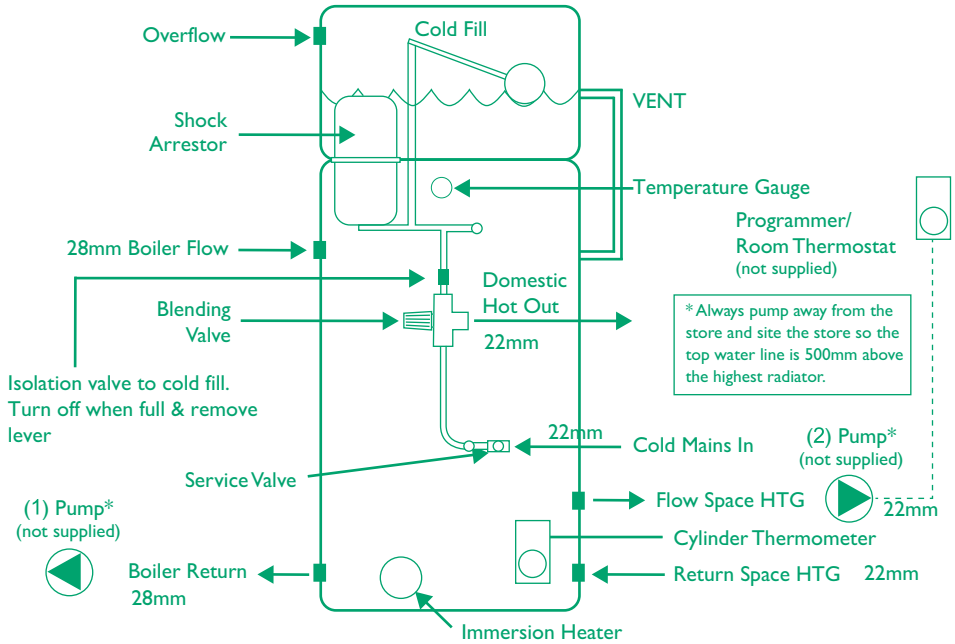 Overflow
Cold Fill
VENT
Shock
Arrestor
Temperature Gauge
Programmer/
Room Thermostat
(not supplied)
28mm Boiler Flow
Domestic
Hot Out
22mm
Blending
Valve
* Always pump away from the
store and site the store so the
top water line is 500mm above
the highest radiator.
Isolation valve to cold fill.
Turn off when full & remove
lever
22mm
Cold Mains In
(2) Pump*
(not supplied)
22mm
Service Valve
Flow Space HTG
(1) Pump*
(not supplied)
Cylinder Thermometer
Boiler Return
28mm
Return Space HTG 22mm
Immersion Heater